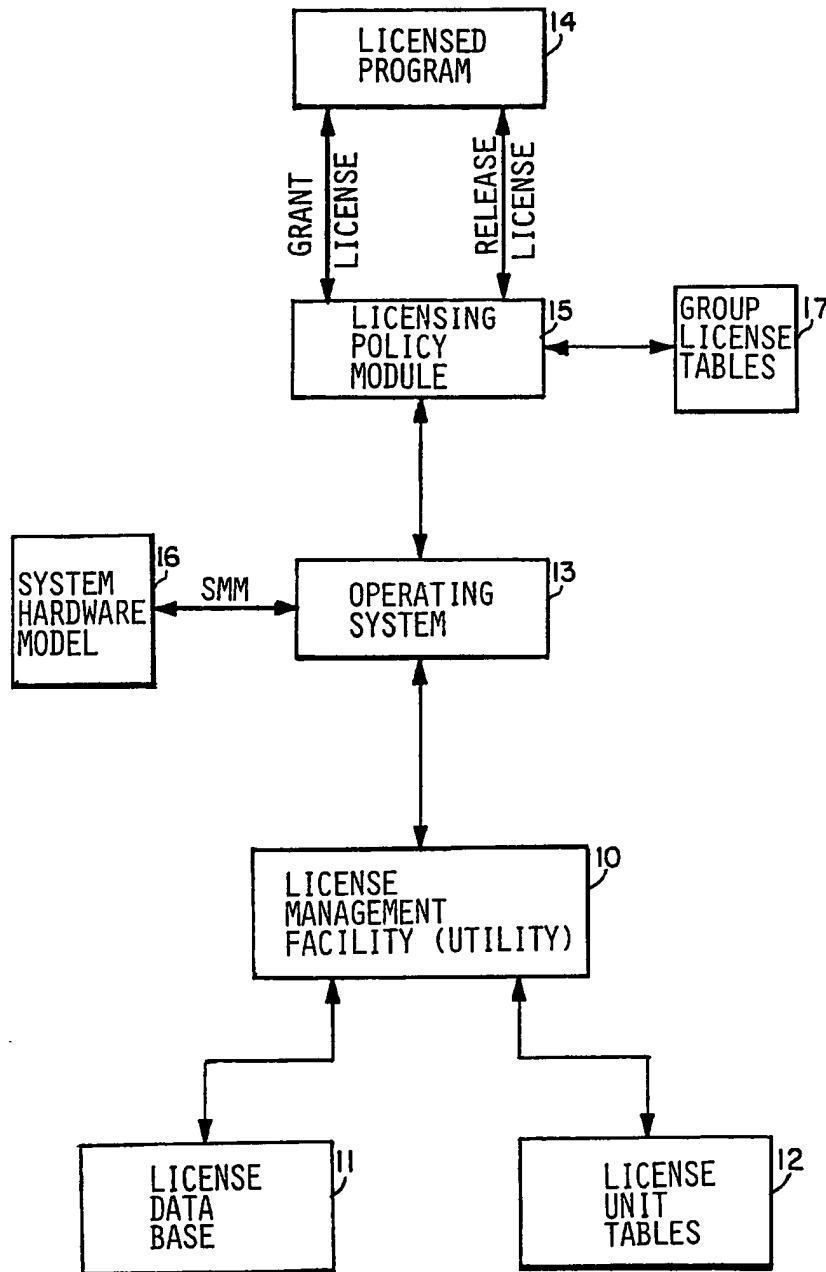 14
LICENSED
PROGRAM
GRANT
LICENSE
RELEASE
LICENSE
LICENSING
POLICY
MODULE
15
GROUP
LICENSE
TABLES
17
SYSTEM
HARDWARE
MODEL
16
SMM
OPERATING
SYSTEM
13
LICENSE
MANAGEMENT
FACILITY (UTILITY)
10
LICENSE
DATA
BASE
11
LICENSE
UNIT
TABLES
12